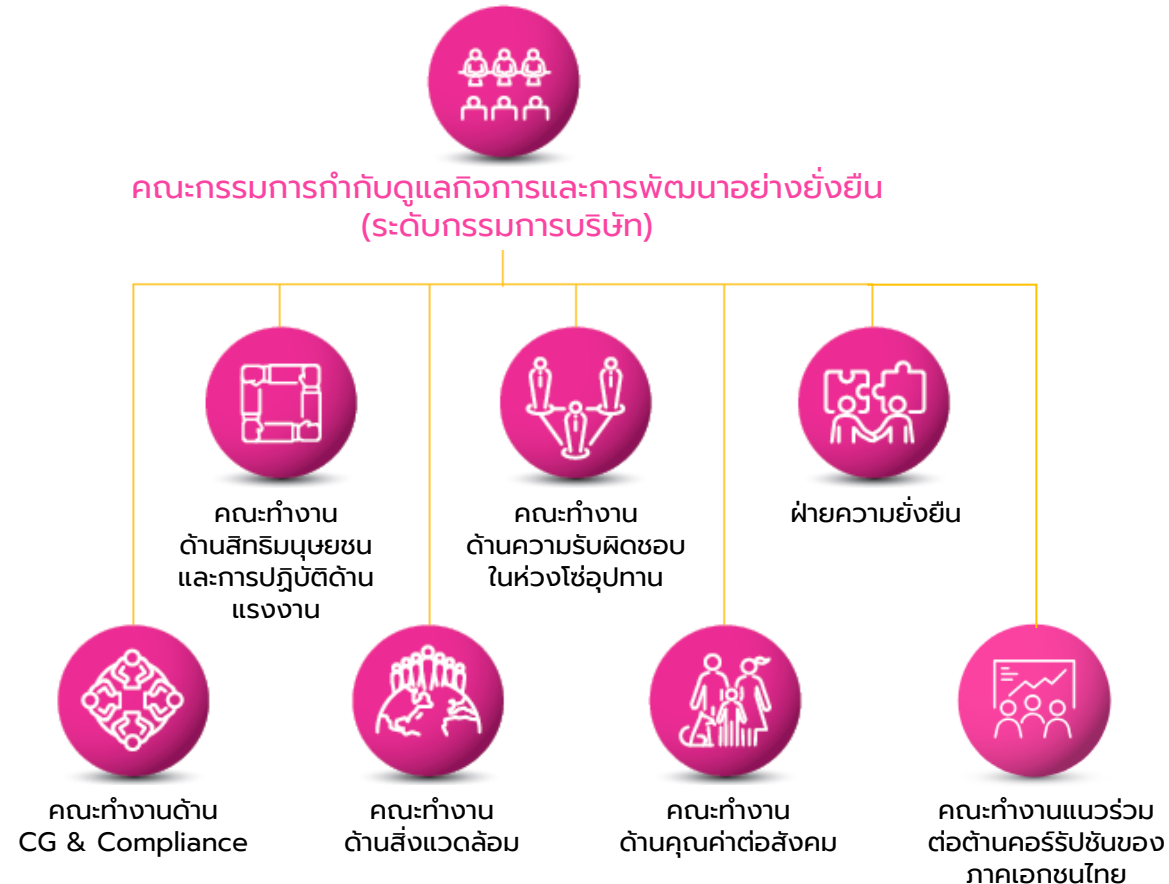 คณะกรรมการกำกับดูแลกิจการและการพัฒนาอย่างยั่งยืน
(ระดับกรรมการบริษัท)
คณะทำงาน
ด้านสิทธิมนุษยชน
และการปฏิบัติด้าน
แรงงาน
คณะทำงาน
ด้านความรับผิดชอบ
ในห่วงโซ่อุปทาน
ฝ่ายความยั่งยืน
คณะทำงานด้าน
CG & Compliance
คณะทำงาน
ด้านสิ่งแวดล้อม
คณะทำงาน
ด้านคุณค่าต่อสังคม
คณะทำงานแนวร่วม
ต่อต้านคอร์รัปชันของ
ภาคเอกชนไทย